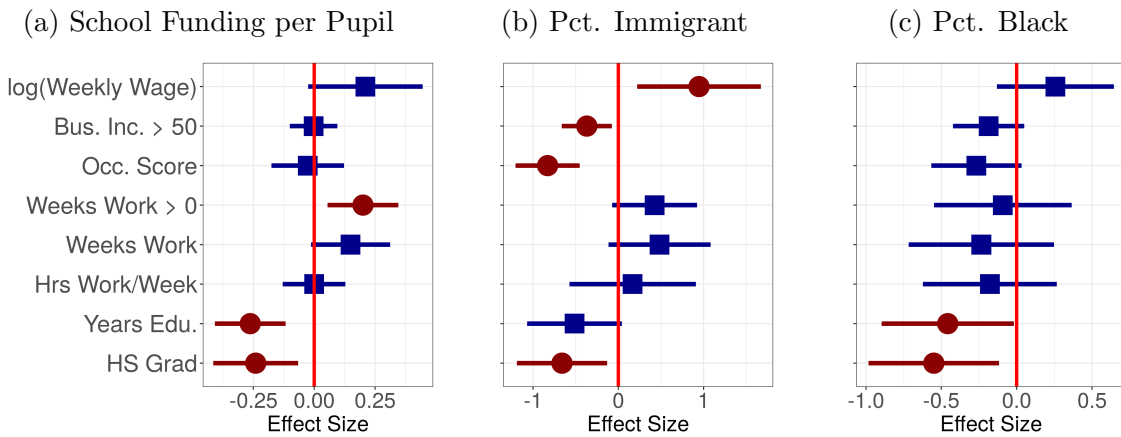 (a) School Funding per Pupil
(b) Pct. Immigrant
(c) Pct. Black
log(Weekly Wage)
Bus. Inc. > 50
Occ. Score
Weeks Work > 0
Weeks Work
Hrs Work/Week
Years Edu.
HS Grad
-0.25 0.00 0.25
Effect Size
-1 0 1
Effect Size
-1.0 -0.5 0.0 0.5
Effect Size